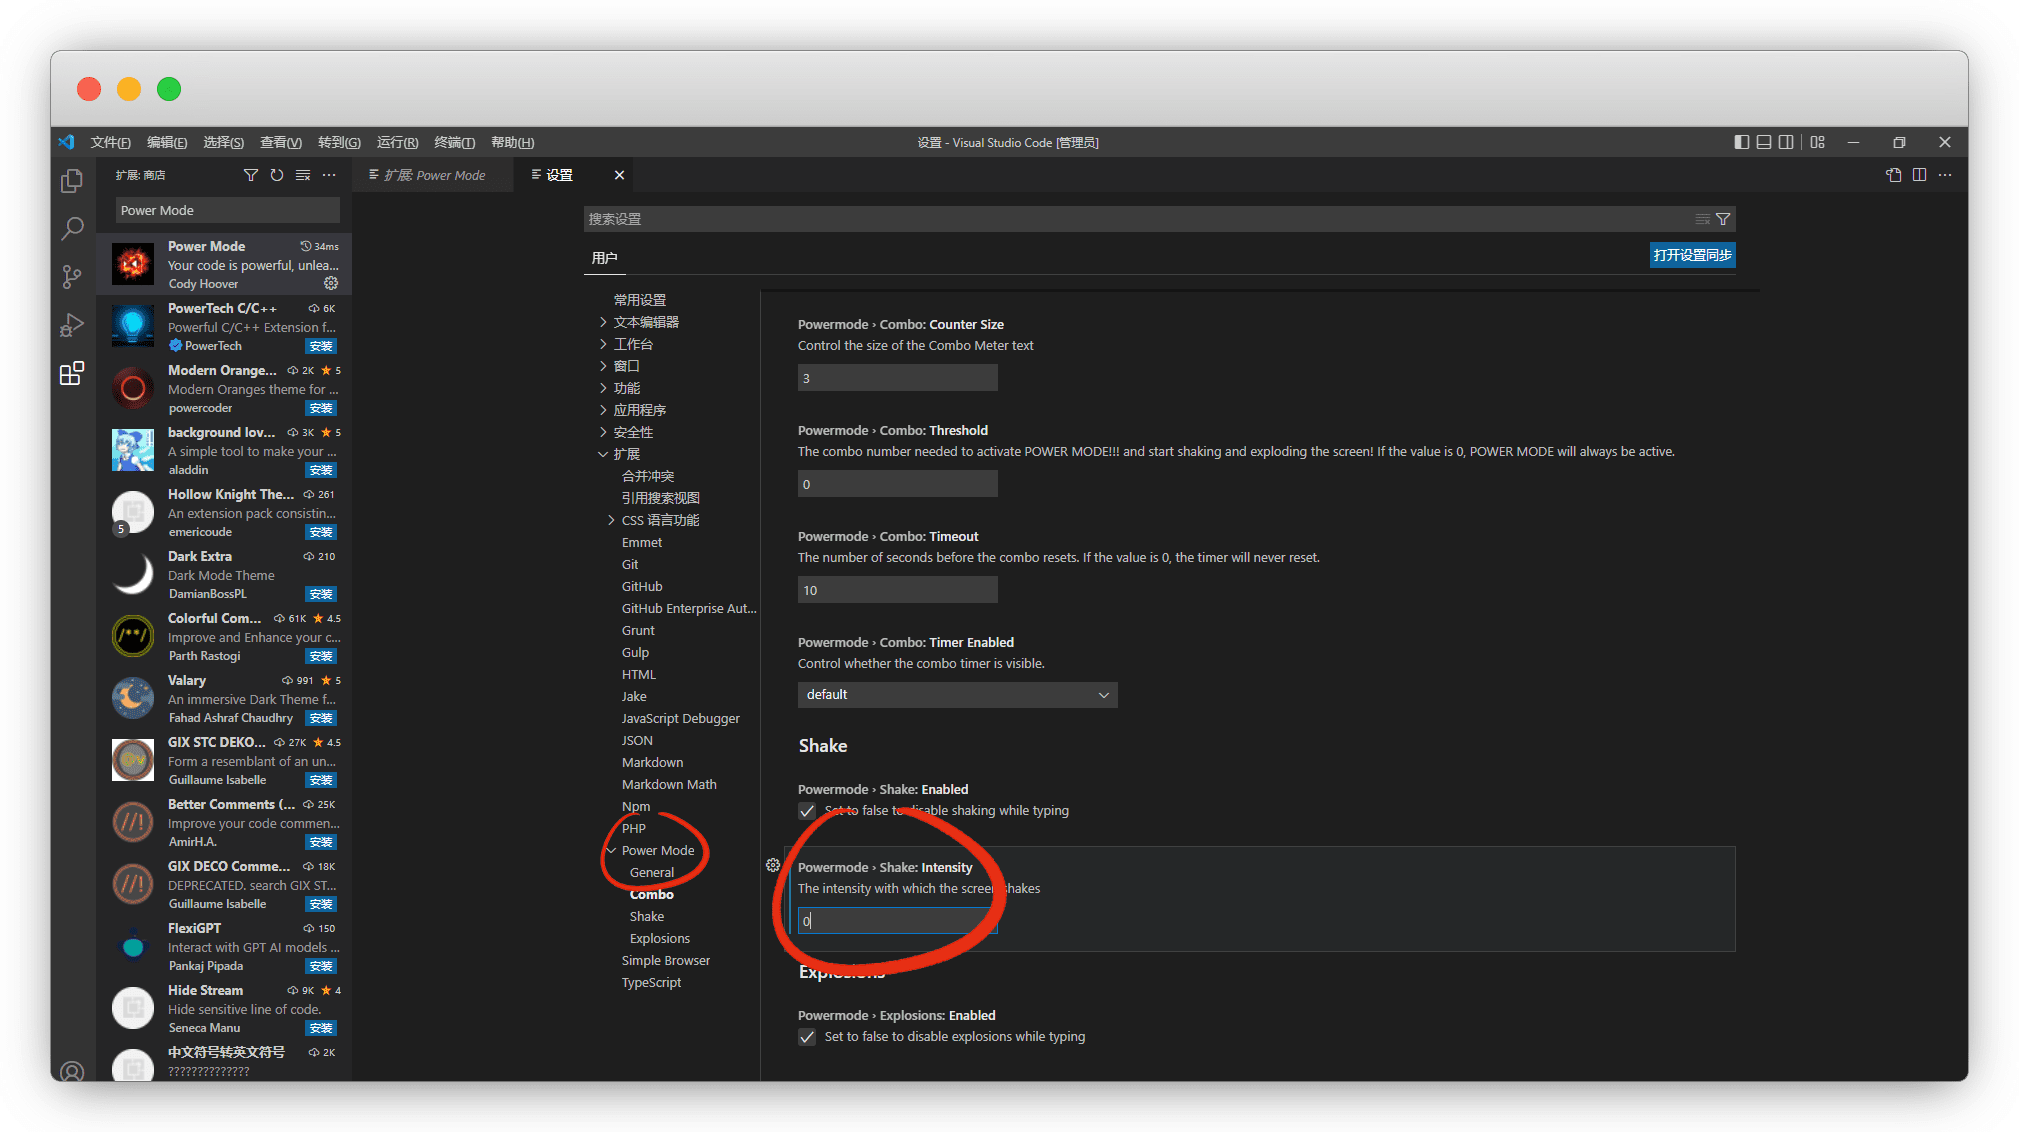 文件(F) 编辑(E) 选择(S) 查看(V) 转到(G) 运行(R) 终端(T) 帮助(H)
设置 - Visual Studio Code [管理员]
扩展: 商店
Power Mode
Power Mode 34ms
Your code is powerful, unlea...
Cody Hoover
PowerTech C/C++ 6K
Powerful C/C++ Extension f...
PowerTech 安装
Modern Orange... 2K 5
Modern Oranges theme for ...
powercoder 安装
background lov... 3K 5
A simple tool to make your ...
aladdin 安装
Hollow Knight The... 261
An extension pack consistin...
5
emericoude 安装
Dark Extra 210
Dark Mode Theme
DamianBossPL 安装
Colorful Com... 61K 4.5
/**/
Improve and Enhance your c...
Parth Rastogi 安装
Valary 991 5
An immersive Dark Theme f...
Fahad Ashraf Chaudhry 安装
GIX STC DEKO... 27K 4.5
Form a resemblant of an un...
Guillaume Isabelle 安装
Better Comments (... 25K
//!
Improve your code commen...
AmirH.A. 安装
GIX DECO Comme... 18K
//!
DEPRECATED. search GIX ST...
Guillaume Isabelle 安装
FlexiGPT 150
Interact with GPT AI models ...
Pankaj Pipada 安装
Hide Stream 9K 4
Hide sensitive line of code.
Seneca Manu 安装
中文符号转英文符号 2K
??????????????
扩展: Power Mode
设置
搜索设置
用户
打开设置同步
常用设置
文本编辑器
工作台
窗口
功能
应用程序
安全性
扩展
合并冲突
引用搜索视图
CSS 语言功能
Emmet
Git
GitHub
GitHub Enterprise Aut...
Grunt
Gulp
HTML
Jake
JavaScript Debugger
JSON
Markdown
Markdown Math
Npm
PHP
Power Mode
General
Combo
Shake
Explosions
Simple Browser
TypeScript
Powermode › Combo: Counter Size
Control the size of the Combo Meter text
3
Powermode › Combo: Threshold
The combo number needed to activate POWER MODE!!! and start shaking and exploding the screen! If the value is 0, POWER MODE will always be active.
0
Powermode › Combo: Timeout
The number of seconds before the combo resets. If the value is 0, the timer will never reset.
10
Powermode › Combo: Timer Enabled
Control whether the combo timer is visible.
default
Shake
Powermode › Shake: Enabled
Set to false to disable shaking while typing
Powermode › Shake: Intensity
The intensity with which the screen shakes
0
Explosions
Powermode › Explosions: Enabled
Set to false to disable explosions while typing